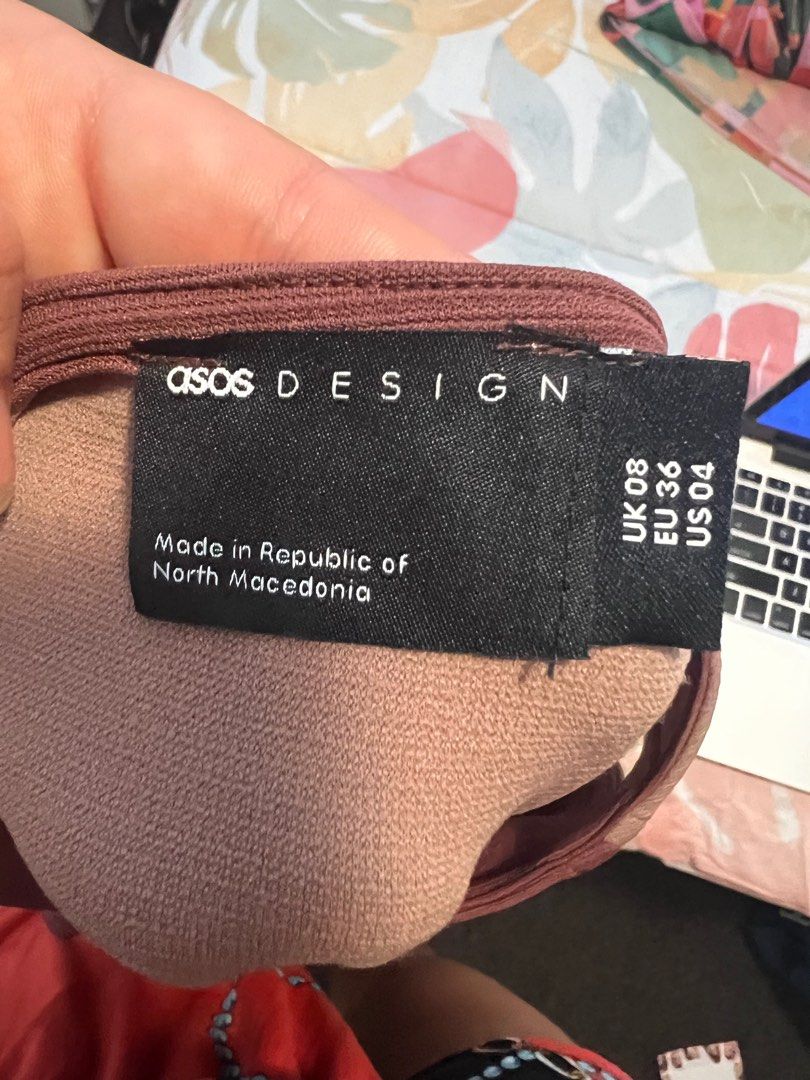 asos DESIGN
Made in Republic of
North Macedonia
UK 08
EU 36
US 04